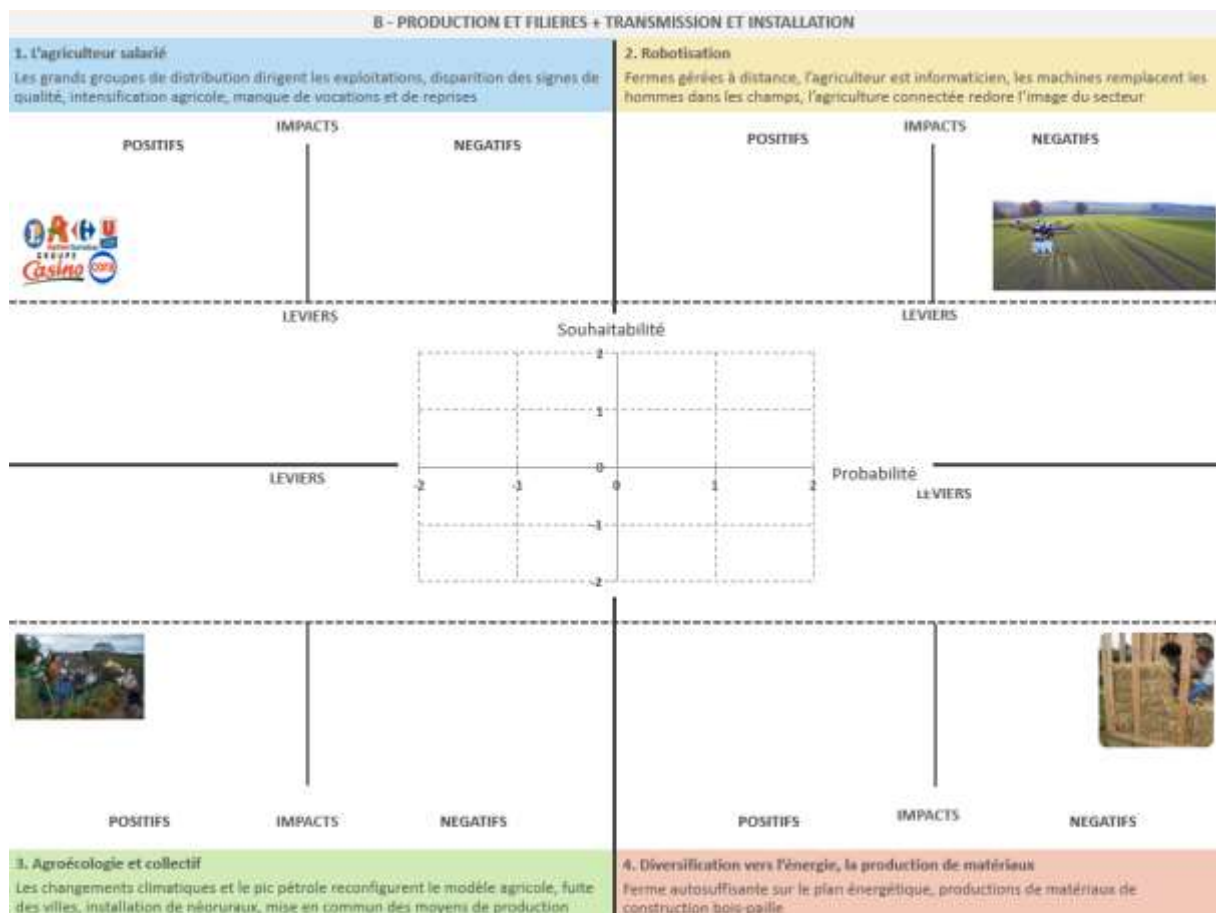 B - PRODUCTION ET FILIERES + TRANSMISSION ET INSTALLATION
1. L'agriculteur salarié
Les grands groupes de distribution dirigent les exploitations, disparition des signes de
qualité, intensification agricole, manque de vocations et de reprises
2. Robotisation
Fermes gérées à distance, l'agriculteur est informaticien, les machines remplacent les
hommes dans les champs, l'agriculture connectée redore l'image du secteur
IMPACTS
POSITIFS
NEGATIFS
IMPACTS
POSITIFS
NEGATIFS
GROUPE
Casino
cora
LEVIERS
LEVIERS
Souhaitabilité
2
1
0
-2
-1
0
1
2
-1
-2
Probabilité
LEVIERS
LEVIERS
POSITIFS
IMPACTS
NEGATIFS
POSITIFS
IMPACTS
NEGATIFS
3. Agroécologie et collectif
Les changements climatiques et le pic pétrole reconfigurent le modèle agricole, fuite
des villes, installation de néoruraux, mise en commun des moyens de production
4. Diversification vers l'énergie, la production de matériaux
Ferme autosuffisante sur le plan énergétique, productions de matériaux de
construction bois-paille